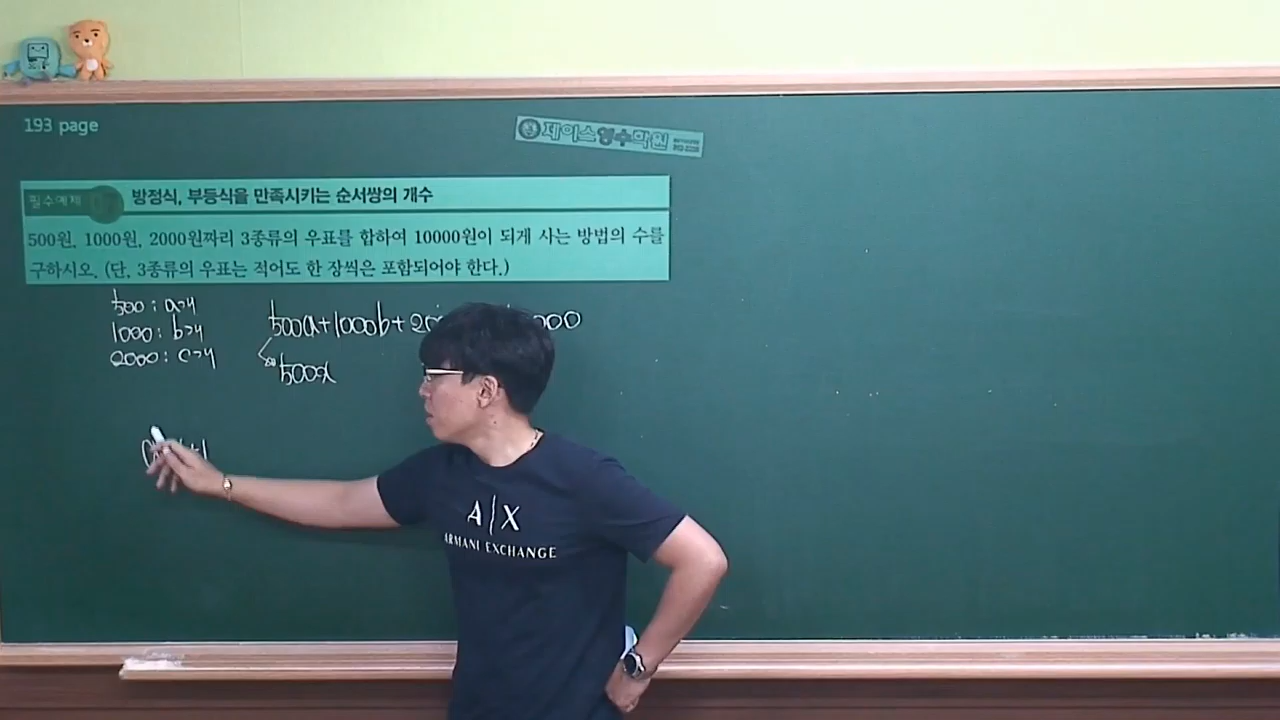 193 page
제이스영수학원
필수예제
방정식, 부등식을 만족시키는 순서쌍의 개수
500원, 1000원, 2000원짜리 3종류의 우표를 합하여 10000원이 되게 사는 방법의 수를
구하시오. (단, 3종류의 우표는 적어도 한 장씩은 포함되어야 한다.)
500 : a개
1000 : b개
2000 : c개
500a+1000b+20 000
500x
+1
A|X
ARMANI EXCHANGE